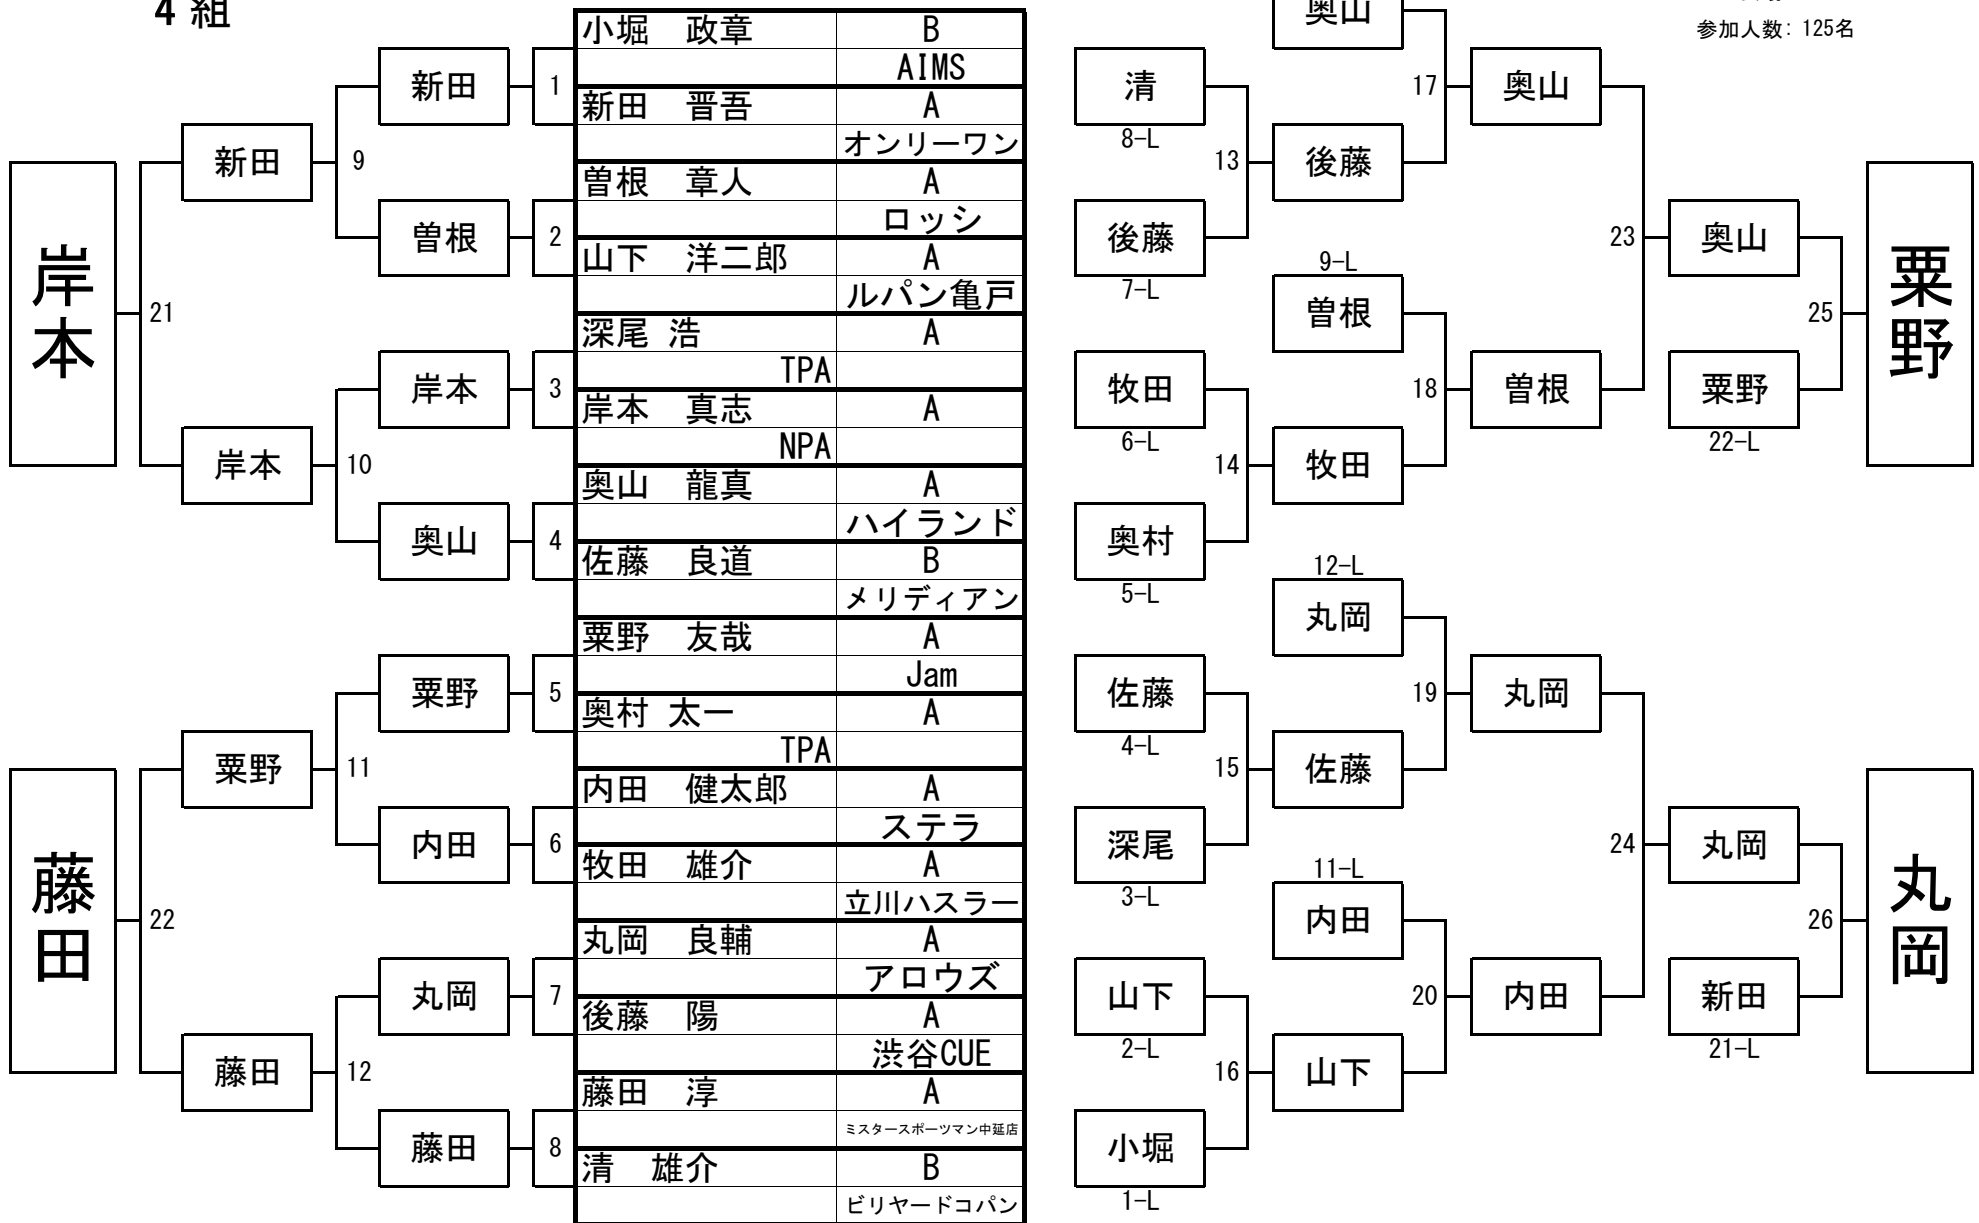 4 組
参加人数: 125名
岸本
21
藤田
22
新田
9
岸本
10
粟野
11
藤田
12
新田
1
曽根
2
岸本
3
奥山
4
粟野
5
内田
6
丸岡
7
藤田
8
小堀 政章 B
AIMS
新田 晋吾 A
オンリーワン
曽根 章人 A
ロッシ
山下 洋二郎 A
ルパン亀戸
深尾 浩 A
TPA
岸本 真志 A
NPA
奥山 龍真 A
ハイランド
佐藤 良道 B
メリディアン
粟野 友哉 A
Jam
奥村 太一 A
TPA
内田 健太郎 A
ステラ
牧田 雄介 A
立川ハスラー
丸岡 良輔 A
アロウズ
後藤 陽 A
渋谷CUE
藤田 淳 A
ミスタースポーツマン中延店
清 雄介 B
ビリヤードコパン
清
8-L
後藤
7-L
牧田
6-L
奥村
5-L
佐藤
4-L
深尾
3-L
山下
2-L
小堀
1-L
13
14
15
16
奥山
後藤
9-L
曽根
牧田
12-L
丸岡
佐藤
11-L
内田
山下
17
18
19
20
奥山
曽根
丸岡
内田
23
24
奥山
粟野
22-L
丸岡
新田
21-L
25
26
粟野
丸岡